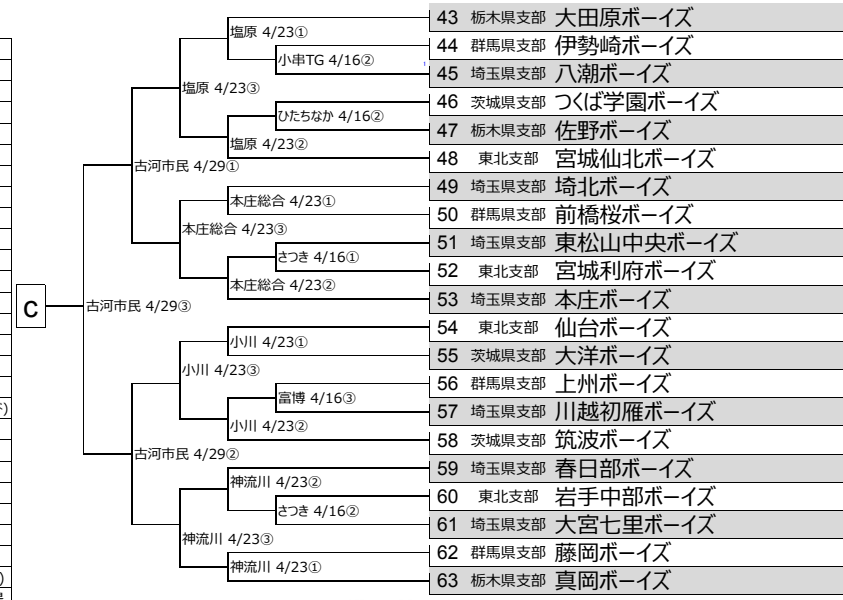 塩原 4/23①
43 栃木県支部 大田原ボーイズ
44 群馬県支部 伊勢崎ボーイズ
小串TG 4/16②
45 埼玉県支部 八潮ボーイズ
塩原 4/23③
46 茨城県支部 つくば学園ボーイズ
ひたちなか 4/16②
47 栃木県支部 佐野ボーイズ
塩原 4/23②
48 東北支部 宮城仙北ボーイズ
古河市民 4/29①
49 埼玉県支部 埼北ボーイズ
本庄総合 4/23①
50 群馬県支部 前橋桜ボーイズ
本庄総合 4/23③
51 埼玉県支部 東松山中央ボーイズ
さつき 4/16①
52 東北支部 宮城利府ボーイズ
本庄総合 4/23②
53 埼玉県支部 本庄ボーイズ
C
古河市民 4/29③
54 東北支部 仙台ボーイズ
小川 4/23①
55 茨城県支部 大洋ボーイズ
小川 4/23③
56 群馬県支部 上州ボーイズ
富博 4/16③
57 埼玉県支部 川越初雁ボーイズ
小川 4/23②
58 茨城県支部 筑波ボーイズ
古河市民 4/29②
59 埼玉県支部 春日部ボーイズ
神流川 4/23②
60 東北支部 岩手中部ボーイズ
さつき 4/16②
61 埼玉県支部 大宮七里ボーイズ
神流川 4/23③
62 群馬県支部 藤岡ボーイズ
神流川 4/23①
63 栃木県支部 真岡ボーイズ